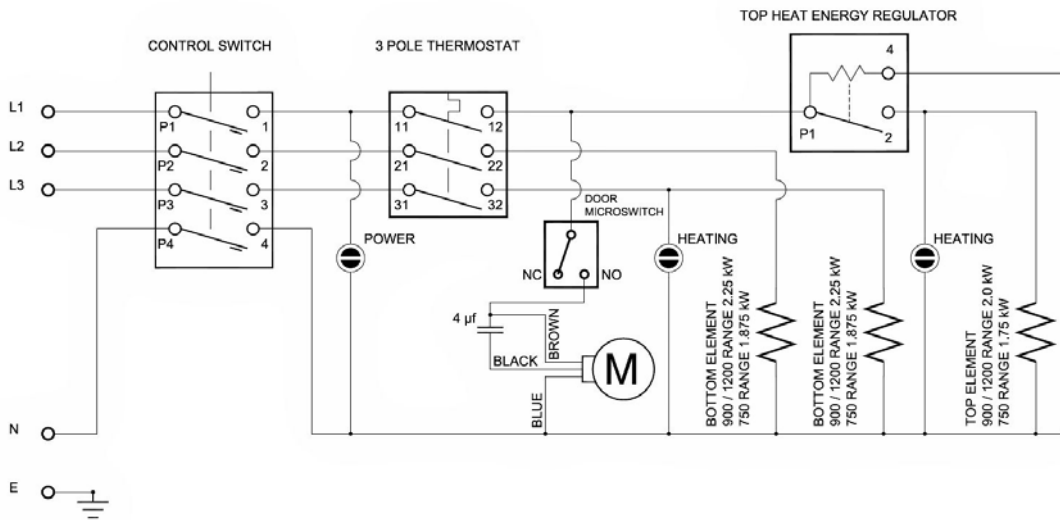 TOP HEAT ENERGY REGULATOR
CONTROL SWITCH
3 POLE THERMOSTAT
4
L1
P1
1
11
12
P1
2
L2
P2
2
21
22
L3
P3
3
31
32
DOOR
MICROSWITCH
P4
4
POWER
HEATING
HEATING
NC
NO
4 µf
BROWN
BLACK
M
BLUE
BOTTOM ELEMENT
900 / 1200 RANGE 2.25 kW
750 RANGE 1.875 kW
BOTTOM ELEMENT
900 / 1200 RANGE 2.25 kW
750 RANGE 1.875 kW
TOP ELEMENT
900 / 1200 RANGE 2.0 kW
750 RANGE 1.75 kW
N
E